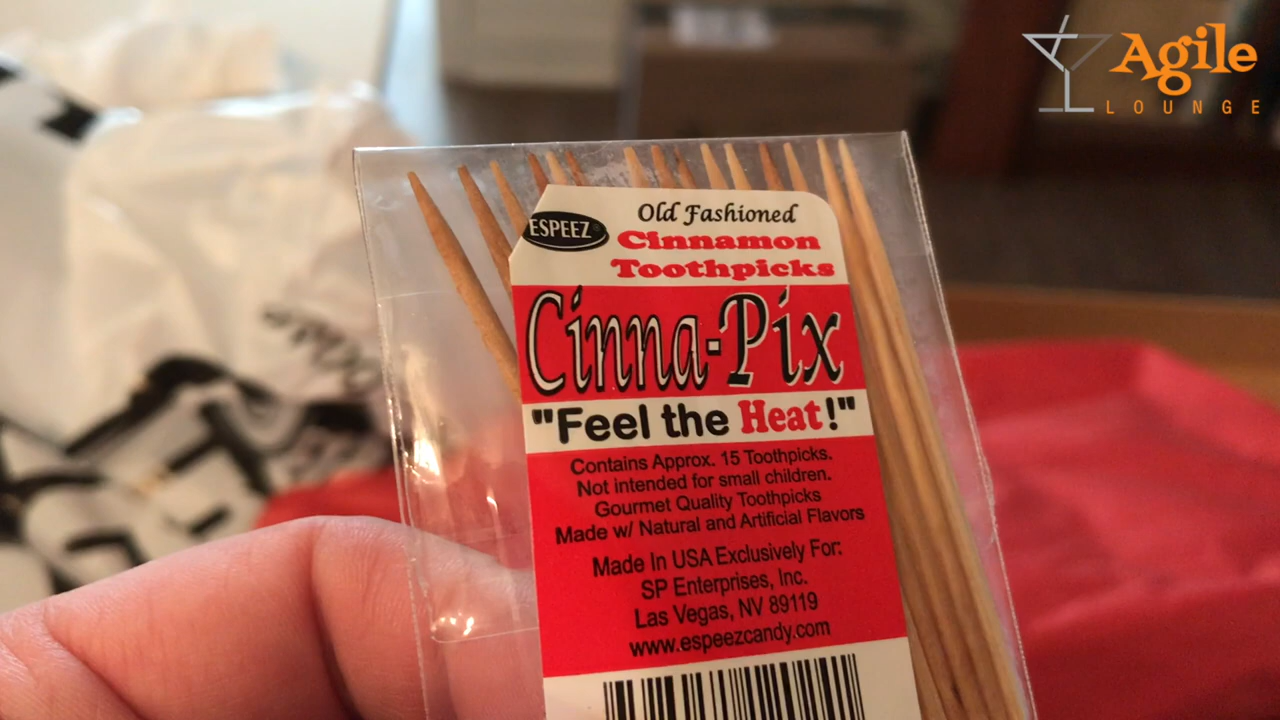 Agile
LOUNGE
ESPEEZ
Old Fashioned
Cinnamon
Toothpicks
Cinna-Pix
"Feel the Heat!"
Contains Approx. 15 Toothpicks.
Not intended for small children.
Gourmet Quality Toothpicks
Made w/ Natural and Artificial Flavors
Made In USA Exclusively For:
SP Enterprises, Inc.
Las Vegas, NV 89119
www.espeezcandy.com